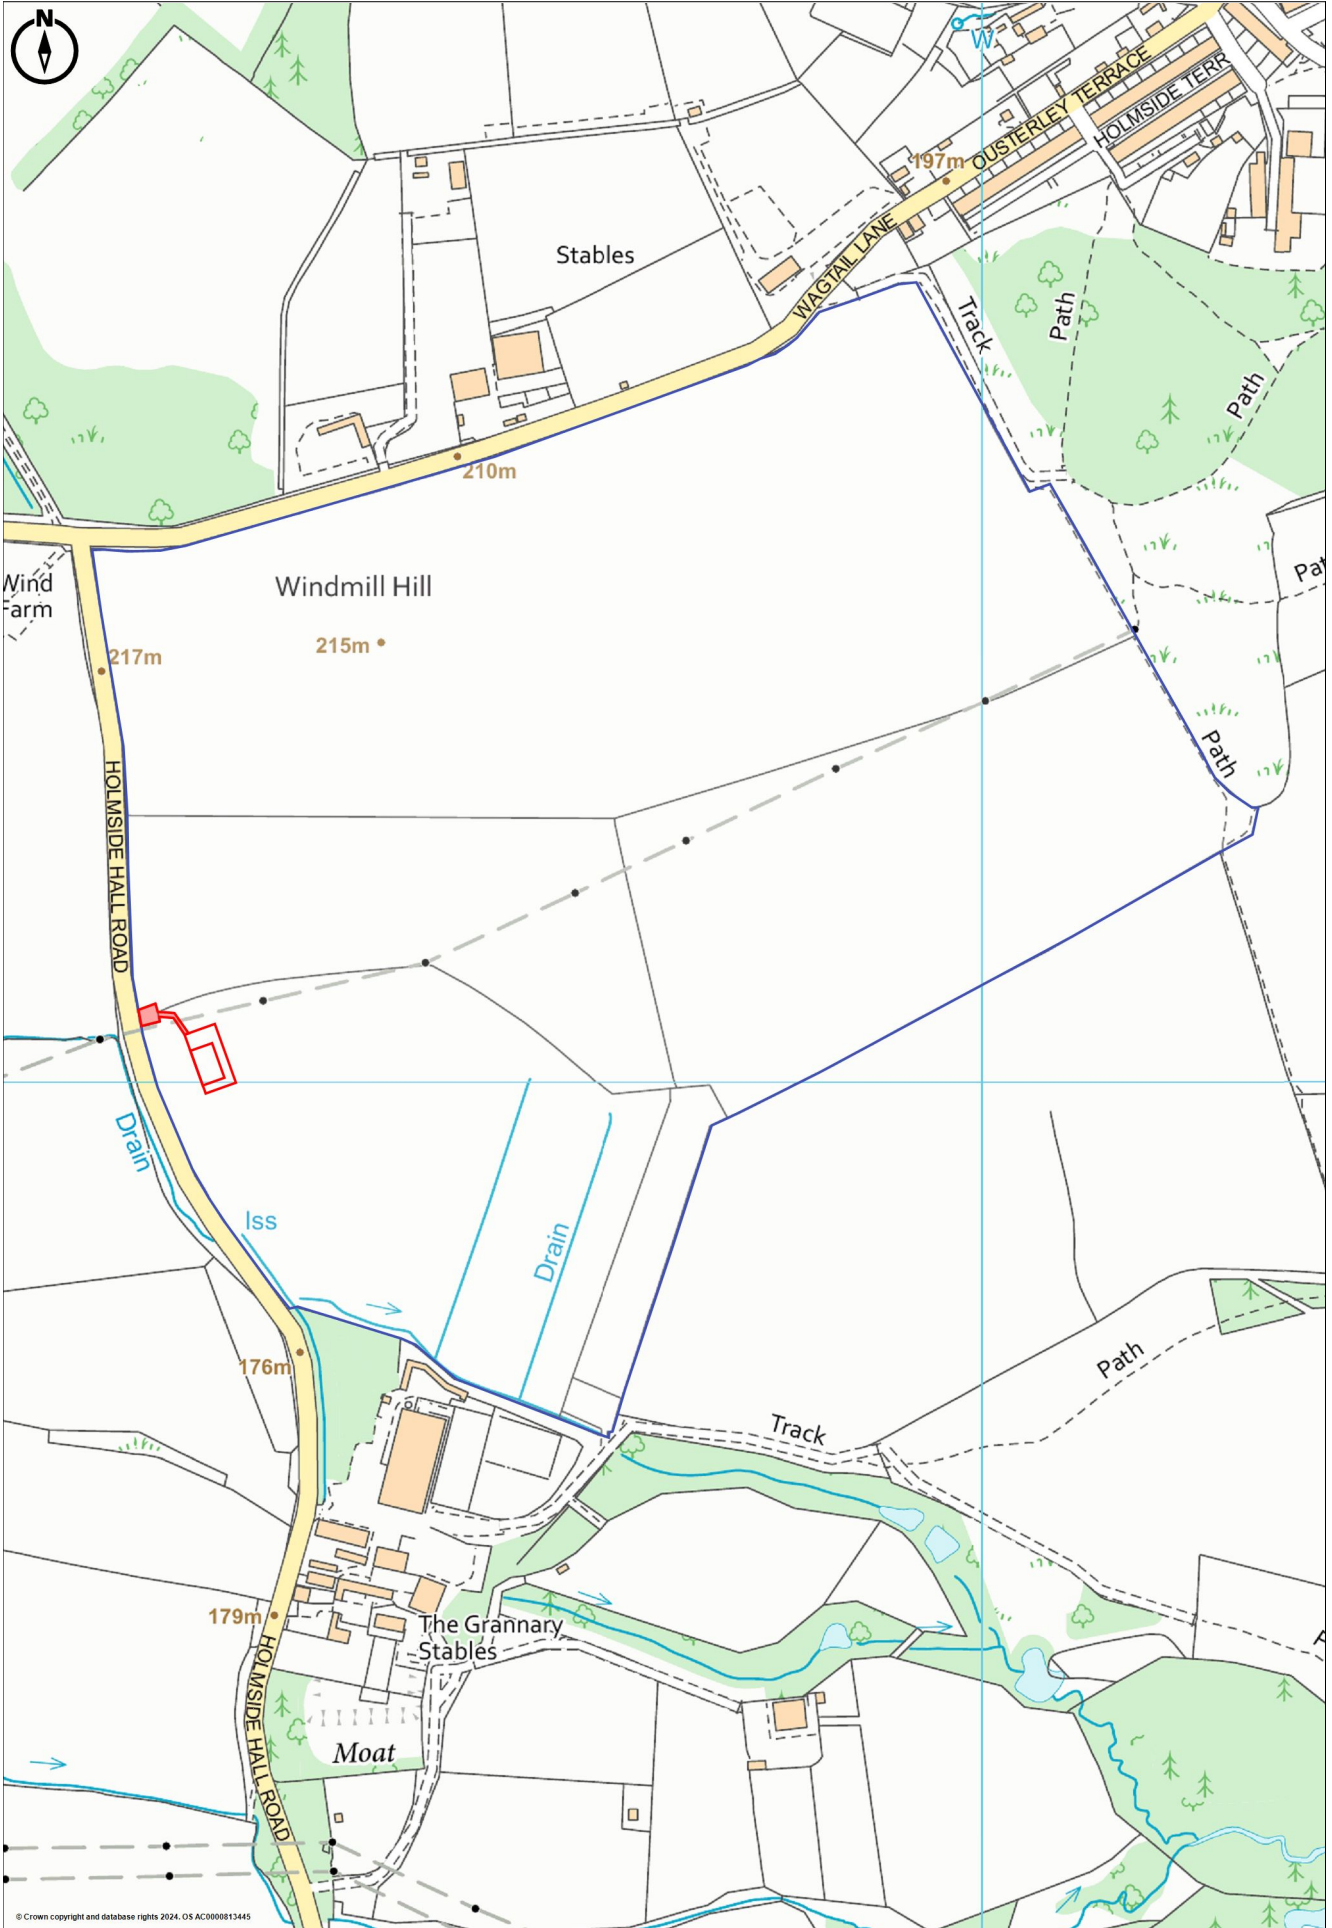 N
W
OUSTERLEY TERRACE
HOLMSIDE TERR
197m
WAGTAIL LANE
Stables
Track
Path
Path
210m
Wind
Farm
Windmill Hill
215m
217m
Pat
Path
HOLMSIDE HALL ROAD
Drain
Iss
Drain
176m
Path
Track
179m
The Grannary
Stables
HOLMSIDE HALL ROAD
Moat
P
© Crown copyright and database rights 2024. OS AC0000813445